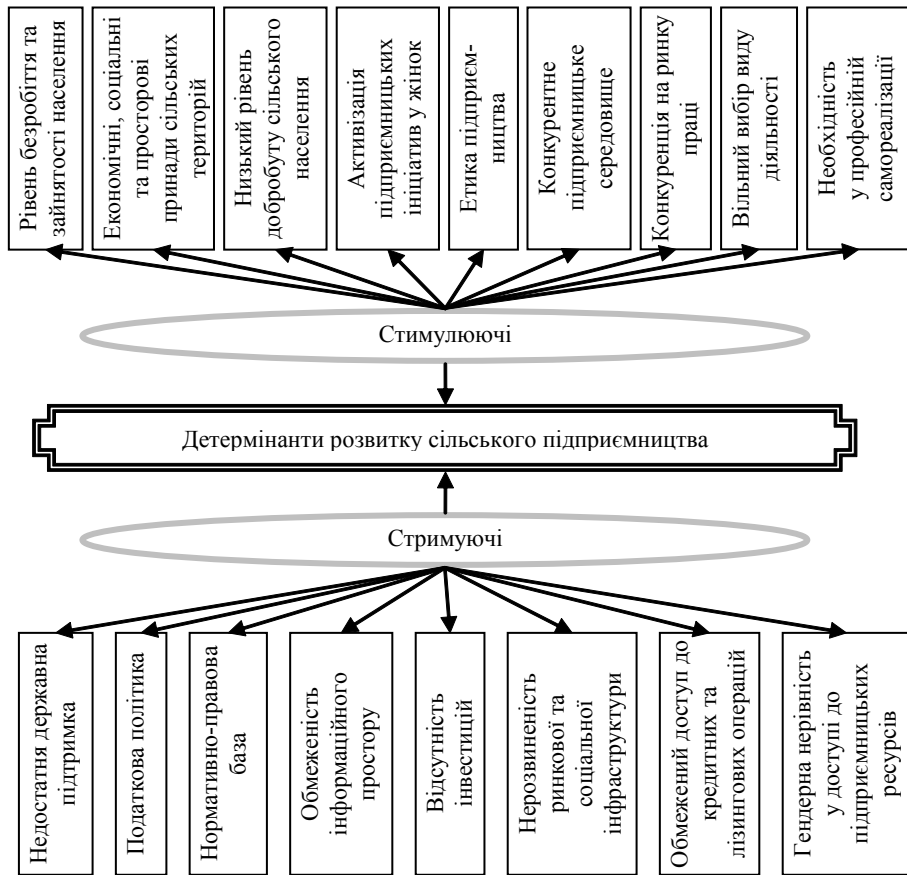 Рівень безробіття та
зайнятості населення
Економічні, соціальні
та просторові
принади сільських
територій
Низький рівень
добробуту сільського
населення
Активізація
підприємницьких
ініціатив у жінок
Етика підприєм-
ництва
Конкурентне
підприємницьке
середовище
Конкуренція на ринку
праці
Вільний вибір виду
діяльності
Необхідність
у професійній
самореалізації
Стимулюючі
Детермінанти розвитку сільського підприємництва
Стримуючі
Недостатня державна
підтримка
Податкова політика
Нормативно-правова
база
Обмеженість
інформаційного
простору
Відсутність
інвестицій
Нерозвиненість
ринкової та
соціальної
інфраструктури
Обмежений доступ до
кредитних та
лізингових операцій
Гендерна нерівність
у доступі до
підприємницьких
ресурсів